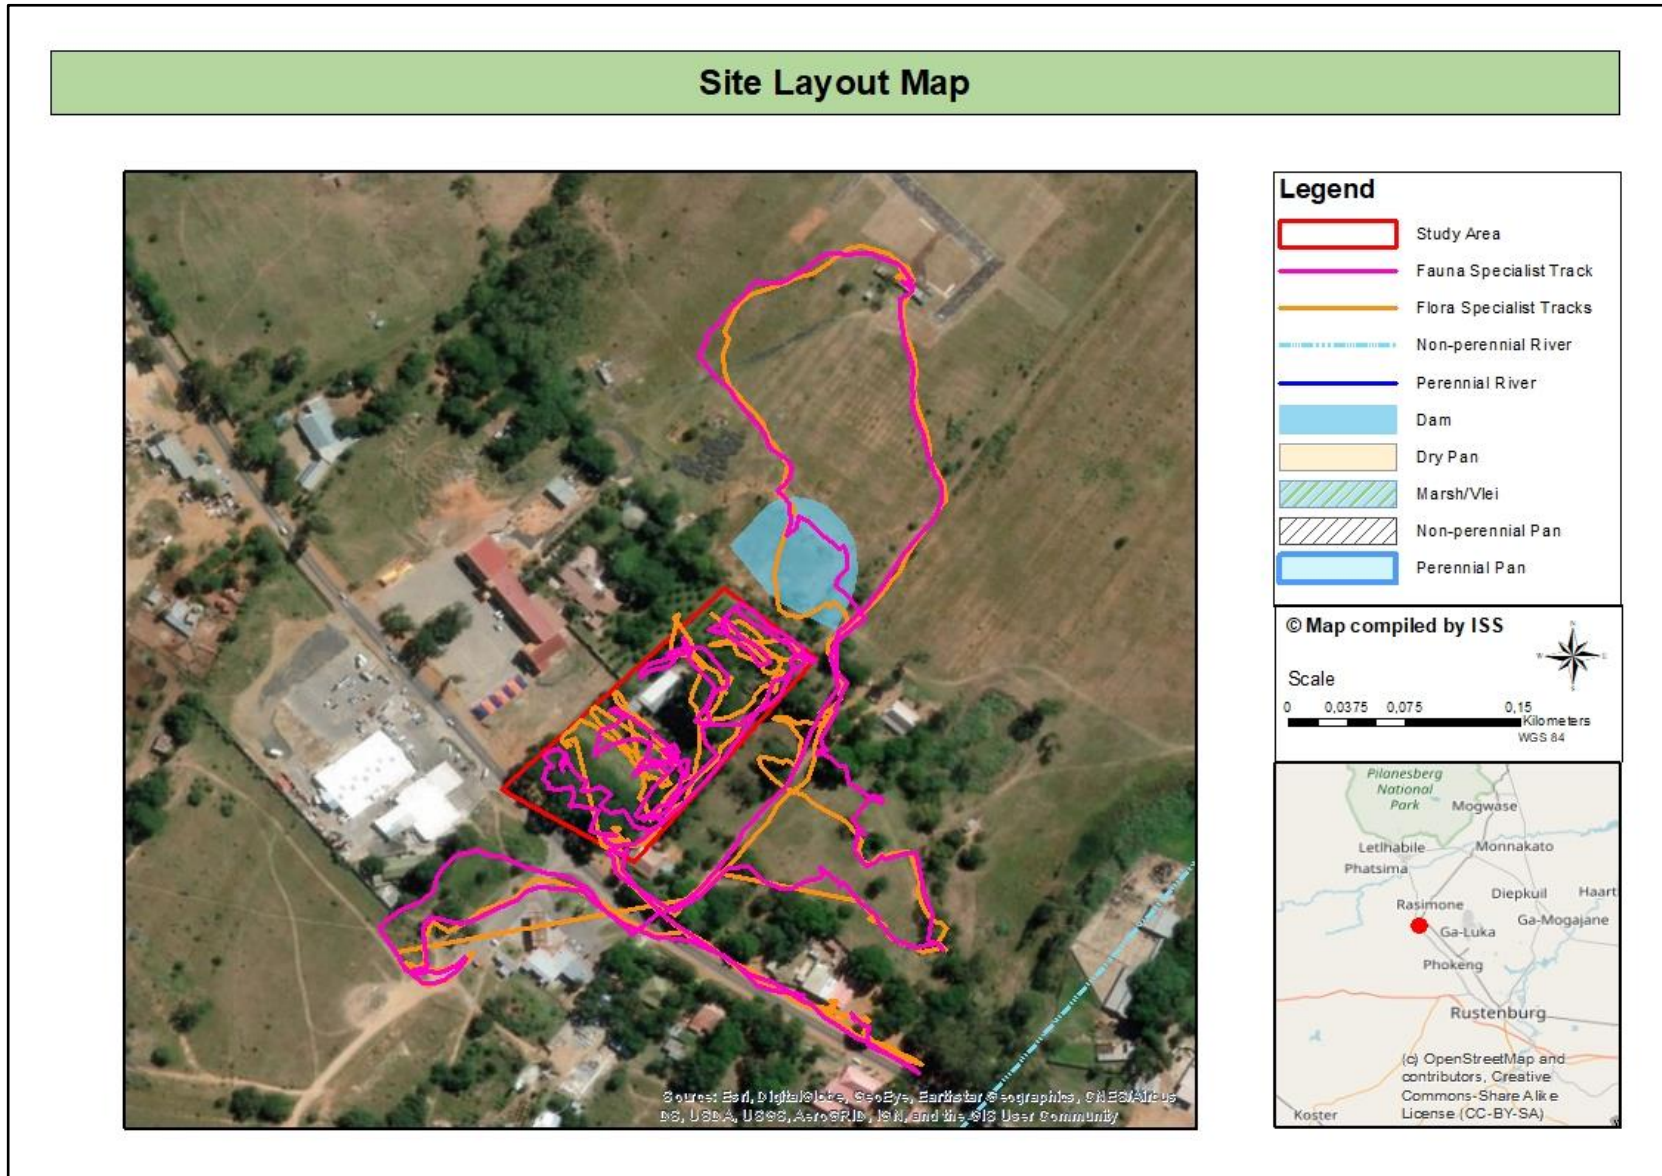 Site Layout Map
Legend
Study Area
Fauna Specialist Track
Flora Specialist Tracks
Non-perennial River
Perennial River
Dam
Dry Pan
Marsh/Vlei
Non-perennial Pan
Perennial Pan
© Map compiled by ISS
N
W
E
S
Scale
0 0,0375 0,075 0,15
Kilometers
WGS 84
Pilanesberg
National
Park
Mogwase
Letlhabile
Monnakato
Phatsima
Diepkuil
Haart
Rasimone
Ga-Mogajane
Ga-Luka
Phokeng
Rustenburg
Koster
(c) OpenStreetMap and
contributors, Creative
Commons-Share Alike
License (CC-BY-SA)
Source: Esri, DigitalGlobe, GeoEye, Earthstar Geographics, CNES/Airbus
DS, USDA, USGS, AeroGRID, IGN, and the GIS User Community